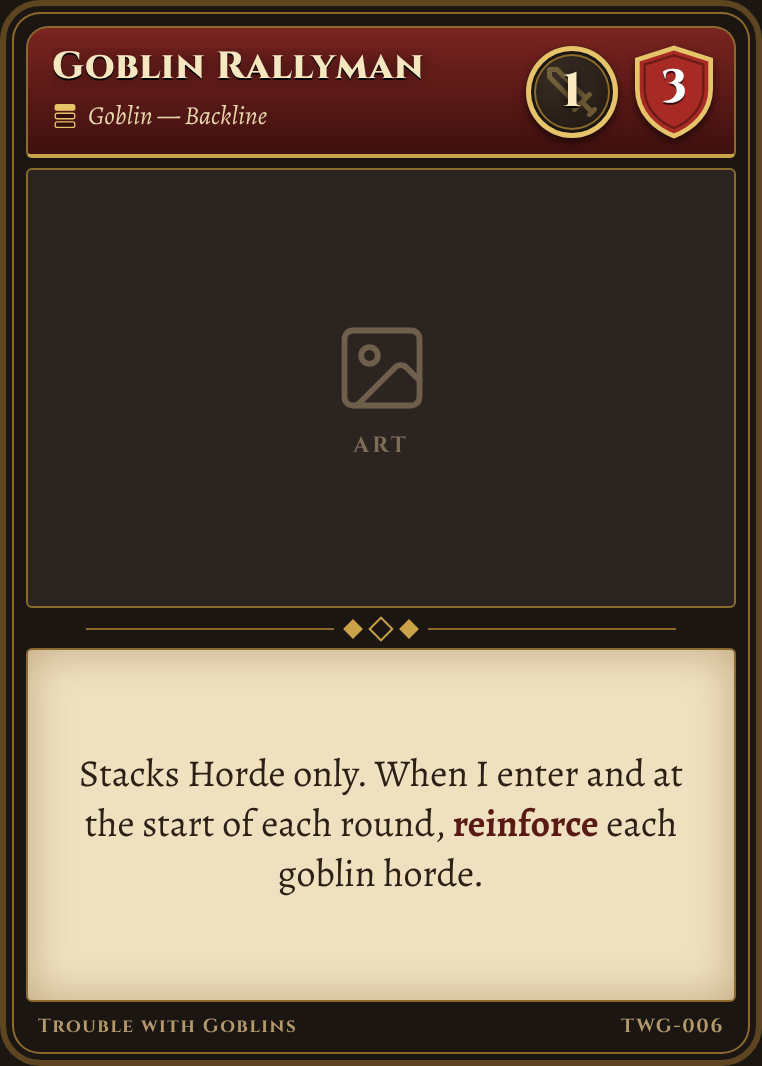 Goblin Rallyman
Goblin — Backline
1
3
ART
Stacks Horde only. When I enter and at
the start of each round, reinforce each
goblin horde.
Trouble with Goblins
TWG-006